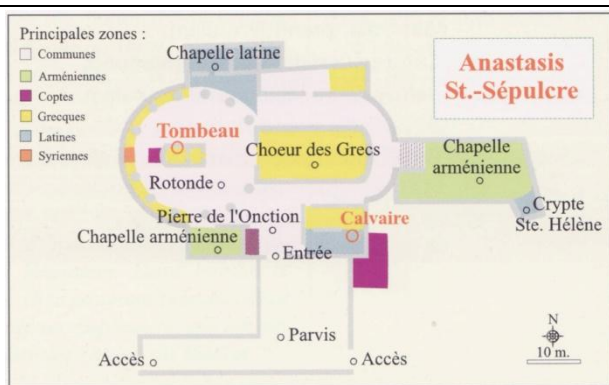 Principales zones :
Communes
Arméniennes
Coptes
Grecques
Latines
Syriennes
Chapelle latine
Anastasis
St.-Sépulcre
Tombeau
Choeur des Grecs
Chapelle
arménienne
Rotonde
Pierre de l'Onction
Calvaire
Crypte
Ste. Hélène
Chapelle arménienne
Entrée
Parvis
Accès
Accès
N
10 m.